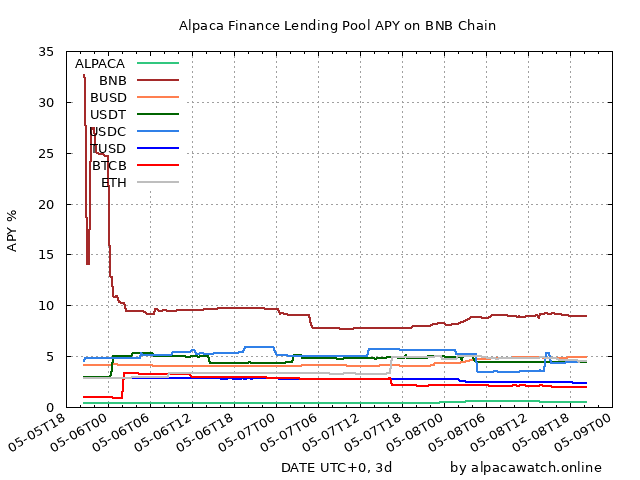 Alpaca Finance Lending Pool APY on BNB Chain
35
30
25
20
15
10
5
0
APY %
ALPACA
BNB
BUSD
USDT
USDC
TUSD
BTCB
ETH
05-05T18
05-06T00
05-06T06
05-06T12
05-06T18
05-07T00
05-07T06
05-07T12
05-07T18
05-08T00
05-08T06
05-08T12
05-08T18
05-09T00
DATE UTC+0, 3d by alpacawatch.online